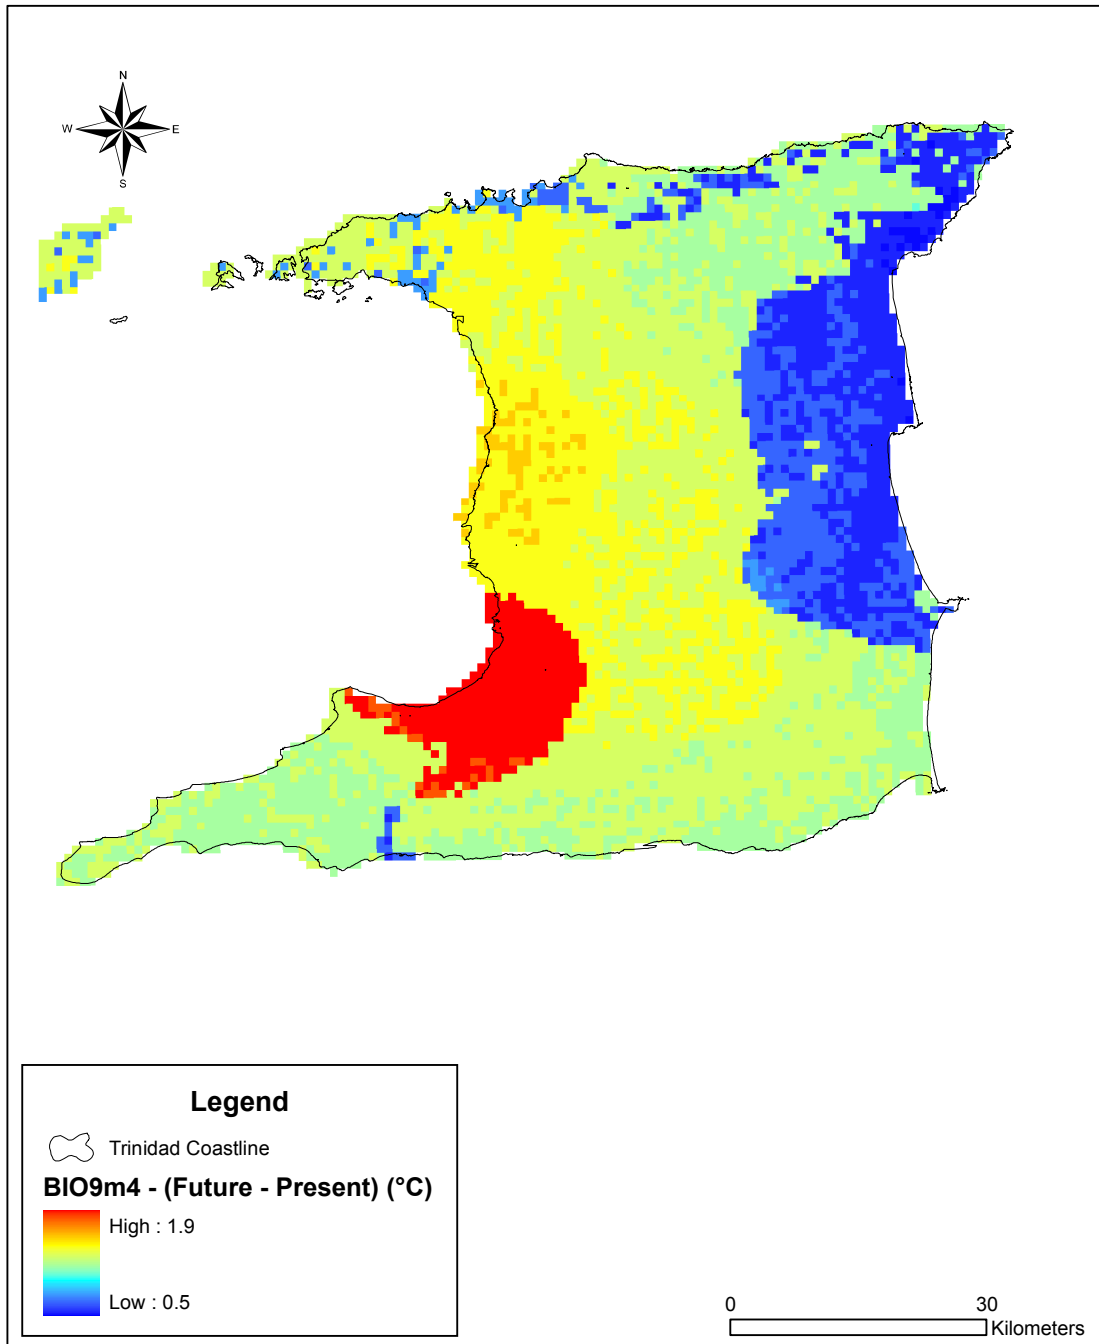 N
W E
S
Legend
Trinidad Coastline
BIO9m4 - (Future - Present) (°C)
High : 1.9
Low : 0.5
0 30
Kilometers